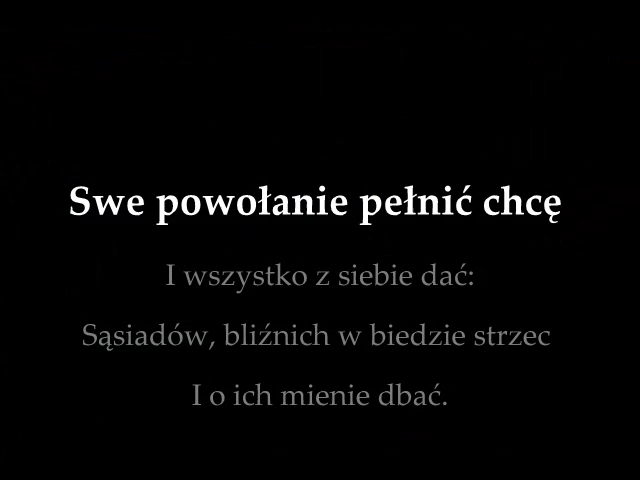 Swe powołanie pełnić chcę
I wszystko z siebie dać:
Sąsiadów, bliźnich w biedzie strzec
I o ich mienie dbać.